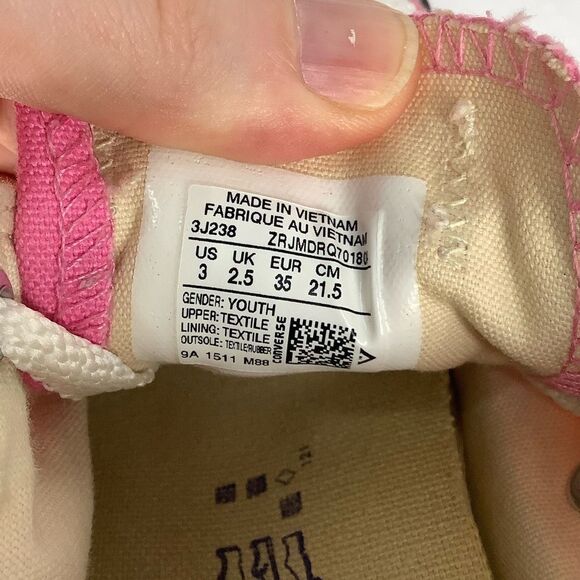 MADE IN VIETNAM
FABRIQUE AU VIETNAM
3J238 ZRJMDRQ70180
US UK EUR CM
3 2.5 35 21.5
GENDER: YOUTH
UPPER: TEXTILE
LINING: TEXTILE
OUTSOLE: TEXTILE/RUBBER
9A 1511 M88
CONVERSE
V
121